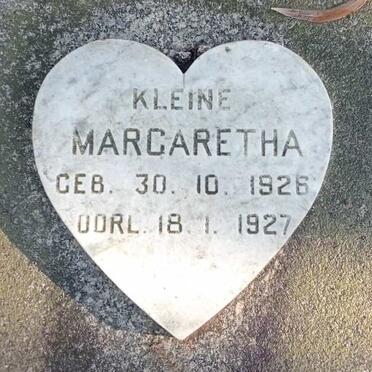 KLEINE
MARGARETHA
GEB. 30. 10. 1926
OORL. 18. 1. 1927